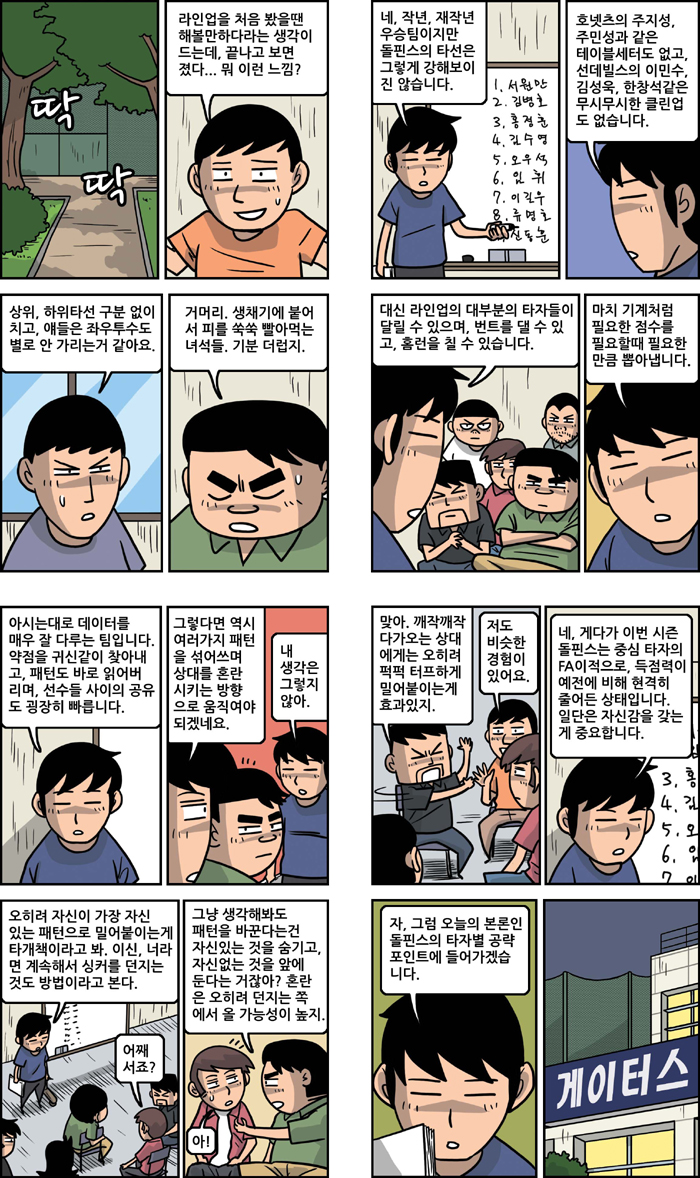 딱
딱
라인업을 처음 봤을땐
해볼만하다라는 생각이
드는데, 끝나고 보면
졌다... 뭐 이런 느낌?
상위, 하위타선 구분 없이
치고, 얘들은 좌우투수도
별로 안 가리는거 같아요.
거머리. 생채기에 붙어
서 피를 쏙쏙 빨아먹는
녀석들. 기분 더럽지.
네, 작년, 재작년
우승팀이지만
돌핀스의 타선은
그렇게 강해보이
진 않습니다.
1. 서원만
2. 김병호
3. 홍정훈
4. 김수영
5. 오우석
6. 임퀴
7. 이길우
8. 류명호
신동문
호넷츠의 주지성,
주민성과 같은
테이블세터도 없고,
선데빌스의 이민수,
김성욱, 한창석같은
무시무시한 클린업
도 없습니다.
대신 라인업의 대부분의 타자들이
달릴 수 있으며, 번트를 댈 수 있
고, 홈런을 칠 수 있습니다.
마치 기계처럼
필요한 점수를
필요할때 필요한
만큼 뽑아냅니다.
아시는대로 데이터를
매우 잘 다루는 팀입니다.
약점을 귀신같이 찾아내
고, 패턴도 바로 읽어버
리며, 선수들 사이의 공유
도 굉장히 빠릅니다.
그렇다면 역시
여러가지 패턴
을 섞어쓰며
상대를 혼란
시키는 방향
으로 움직여야
되겠네요.
내
생각은
그렇지
않아.
오히려 자신이 가장 자신
있는 패턴으로 밀어붙이는게
타개책이라고 봐. 이신, 너라
면 계속해서 싱커를 던지는
것도 방법이라고 본다.
어째
서죠?
그냥 생각해봐도
패턴을 바꾼다는건
자신있는 것을 숨기고,
자신없는 것을 앞에
둔다는 거잖아? 혼란
은 오히려 던지는 쪽
에서 올 가능성이 높지.
아!
맞아. 깨작깨작
다가오는 상대
에게는 오히려
퍽퍽 터프하게
밀어붙이는게
효과있지.
저도
비슷한
경험이
있어요.
네, 게다가 이번 시즌
돌핀스는 중심 타자의
FA이적으로, 득점력이
예전에 비해 현격히
줄어든 상태입니다.
일단은 자신감을 갖는
게 중요합니다.
3. 홍
4. 김
5. 오
6. 임
7. 이
자, 그럼 오늘의 본론인
돌핀스의 타자별 공략
포인트에 들어가겠습
니다.
게이터스